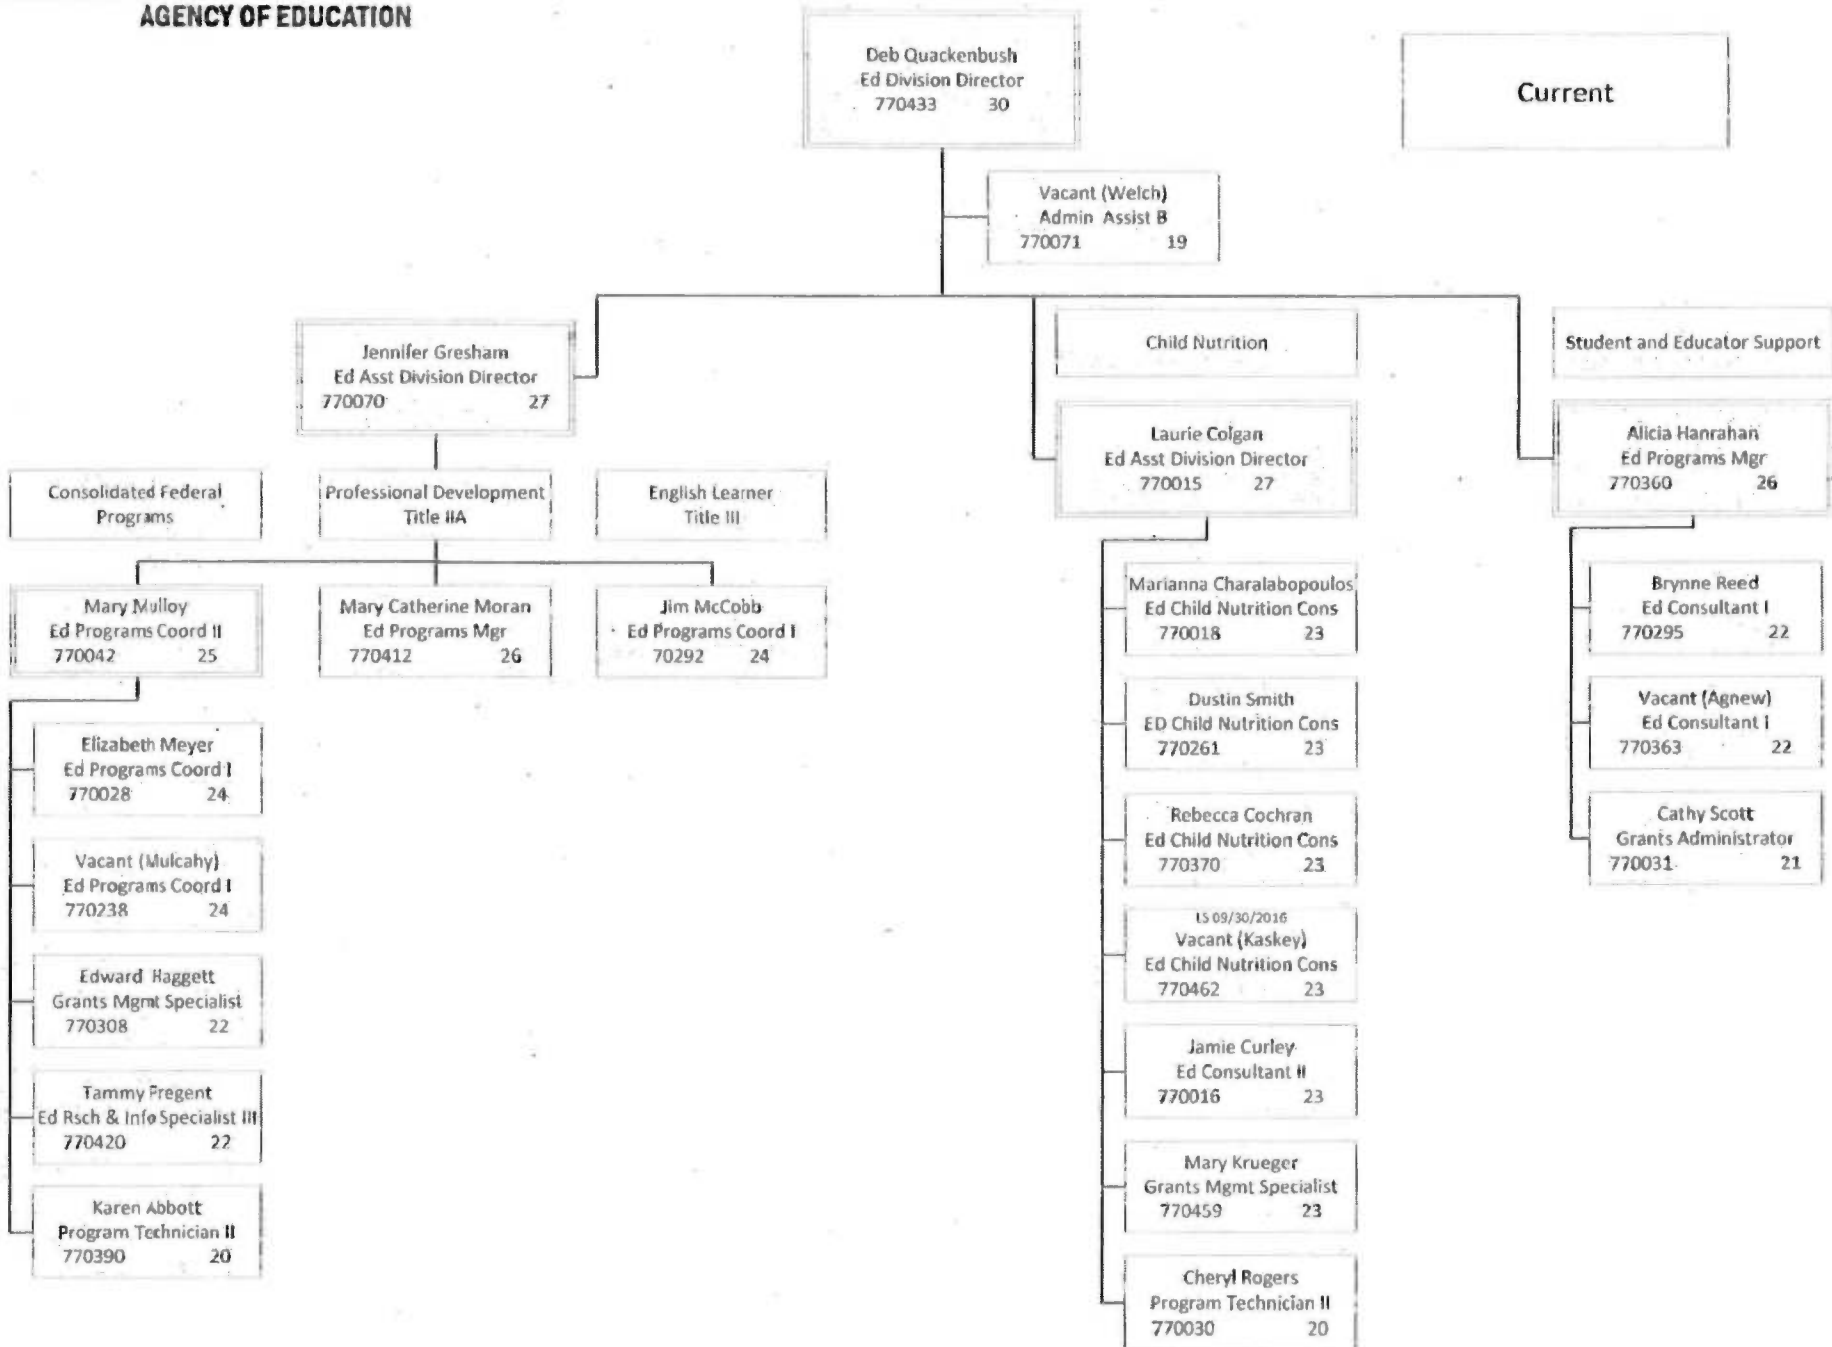 AGENCY OF EDUCATION
Deb Quackenbush
Ed Division Director
770433 30
Current
Vacant (Welch)
Admin Assist B
770071 19
Jennifer Gresham
Ed Asst Division Director
770070 27
Child Nutrition
Student and Educator Support
Laurie Colgan
Ed Asst Division Director
770015 27
Alicia Hanrahan
Ed Programs Mgr
770360 26
Consolidated Federal
Programs
Professional Development
Title IIA
English Learner
Title III
Mary Mulloy
Ed Programs Coord II
770042 25
Mary Catherine Moran
Ed Programs Mgr
770412 26
Jim McCobb
Ed Programs Coord I
70292 24
Elizabeth Meyer
Ed Programs Coord I
770028 24
Vacant (Mulcahy)
Ed Programs Coord I
770238 24
Edward Haggett
Grants Mgmt Specialist
770308 22
Tammy Pregent
Ed Rsch & Info Specialist III
770420 22
Karen Abbott
Program Technician II
770390 20
Marianna Charalabopoulos
Ed Child Nutrition Cons
770018 23
Dustin Smith
ED Child Nutrition Cons
770261 23
Rebecca Cochran
Ed Child Nutrition Cons
770370 23
LS 09/30/2016
Vacant (Kaskey)
Ed Child Nutrition Cons
770462 23
Jamie Curley
Ed Consultant II
770016 23
Mary Krueger
Grants Mgmt Specialist
770459 23
Cheryl Rogers
Program Technician II
770030 20
Brynne Reed
Ed Consultant I
770295 22
Vacant (Agnew)
Ed Consultant I
770363 22
Cathy Scott
Grants Administrator
770031 21